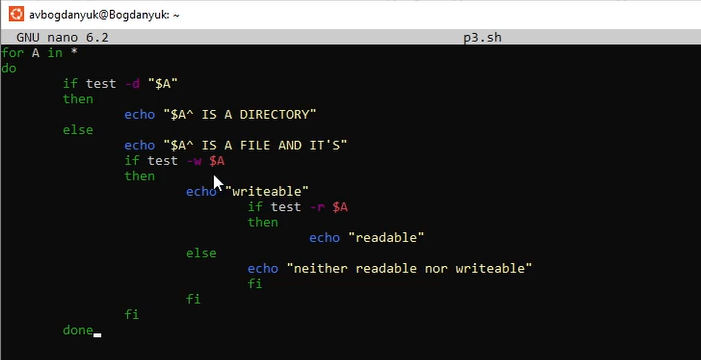 avbogdanyuk@Bogdanyuk: ~
GNU nano 6.2 p3.sh
for A in *
do
if test -d "$A"
then
echo "$A^ IS A DIRECTORY"
else
echo "$A^ IS A FILE AND IT'S"
if test -w $A
then
echo "writeable"
if test -r $A
then
echo "readable"
else
echo "neither readable nor writeable"
fi
fi
fi
done